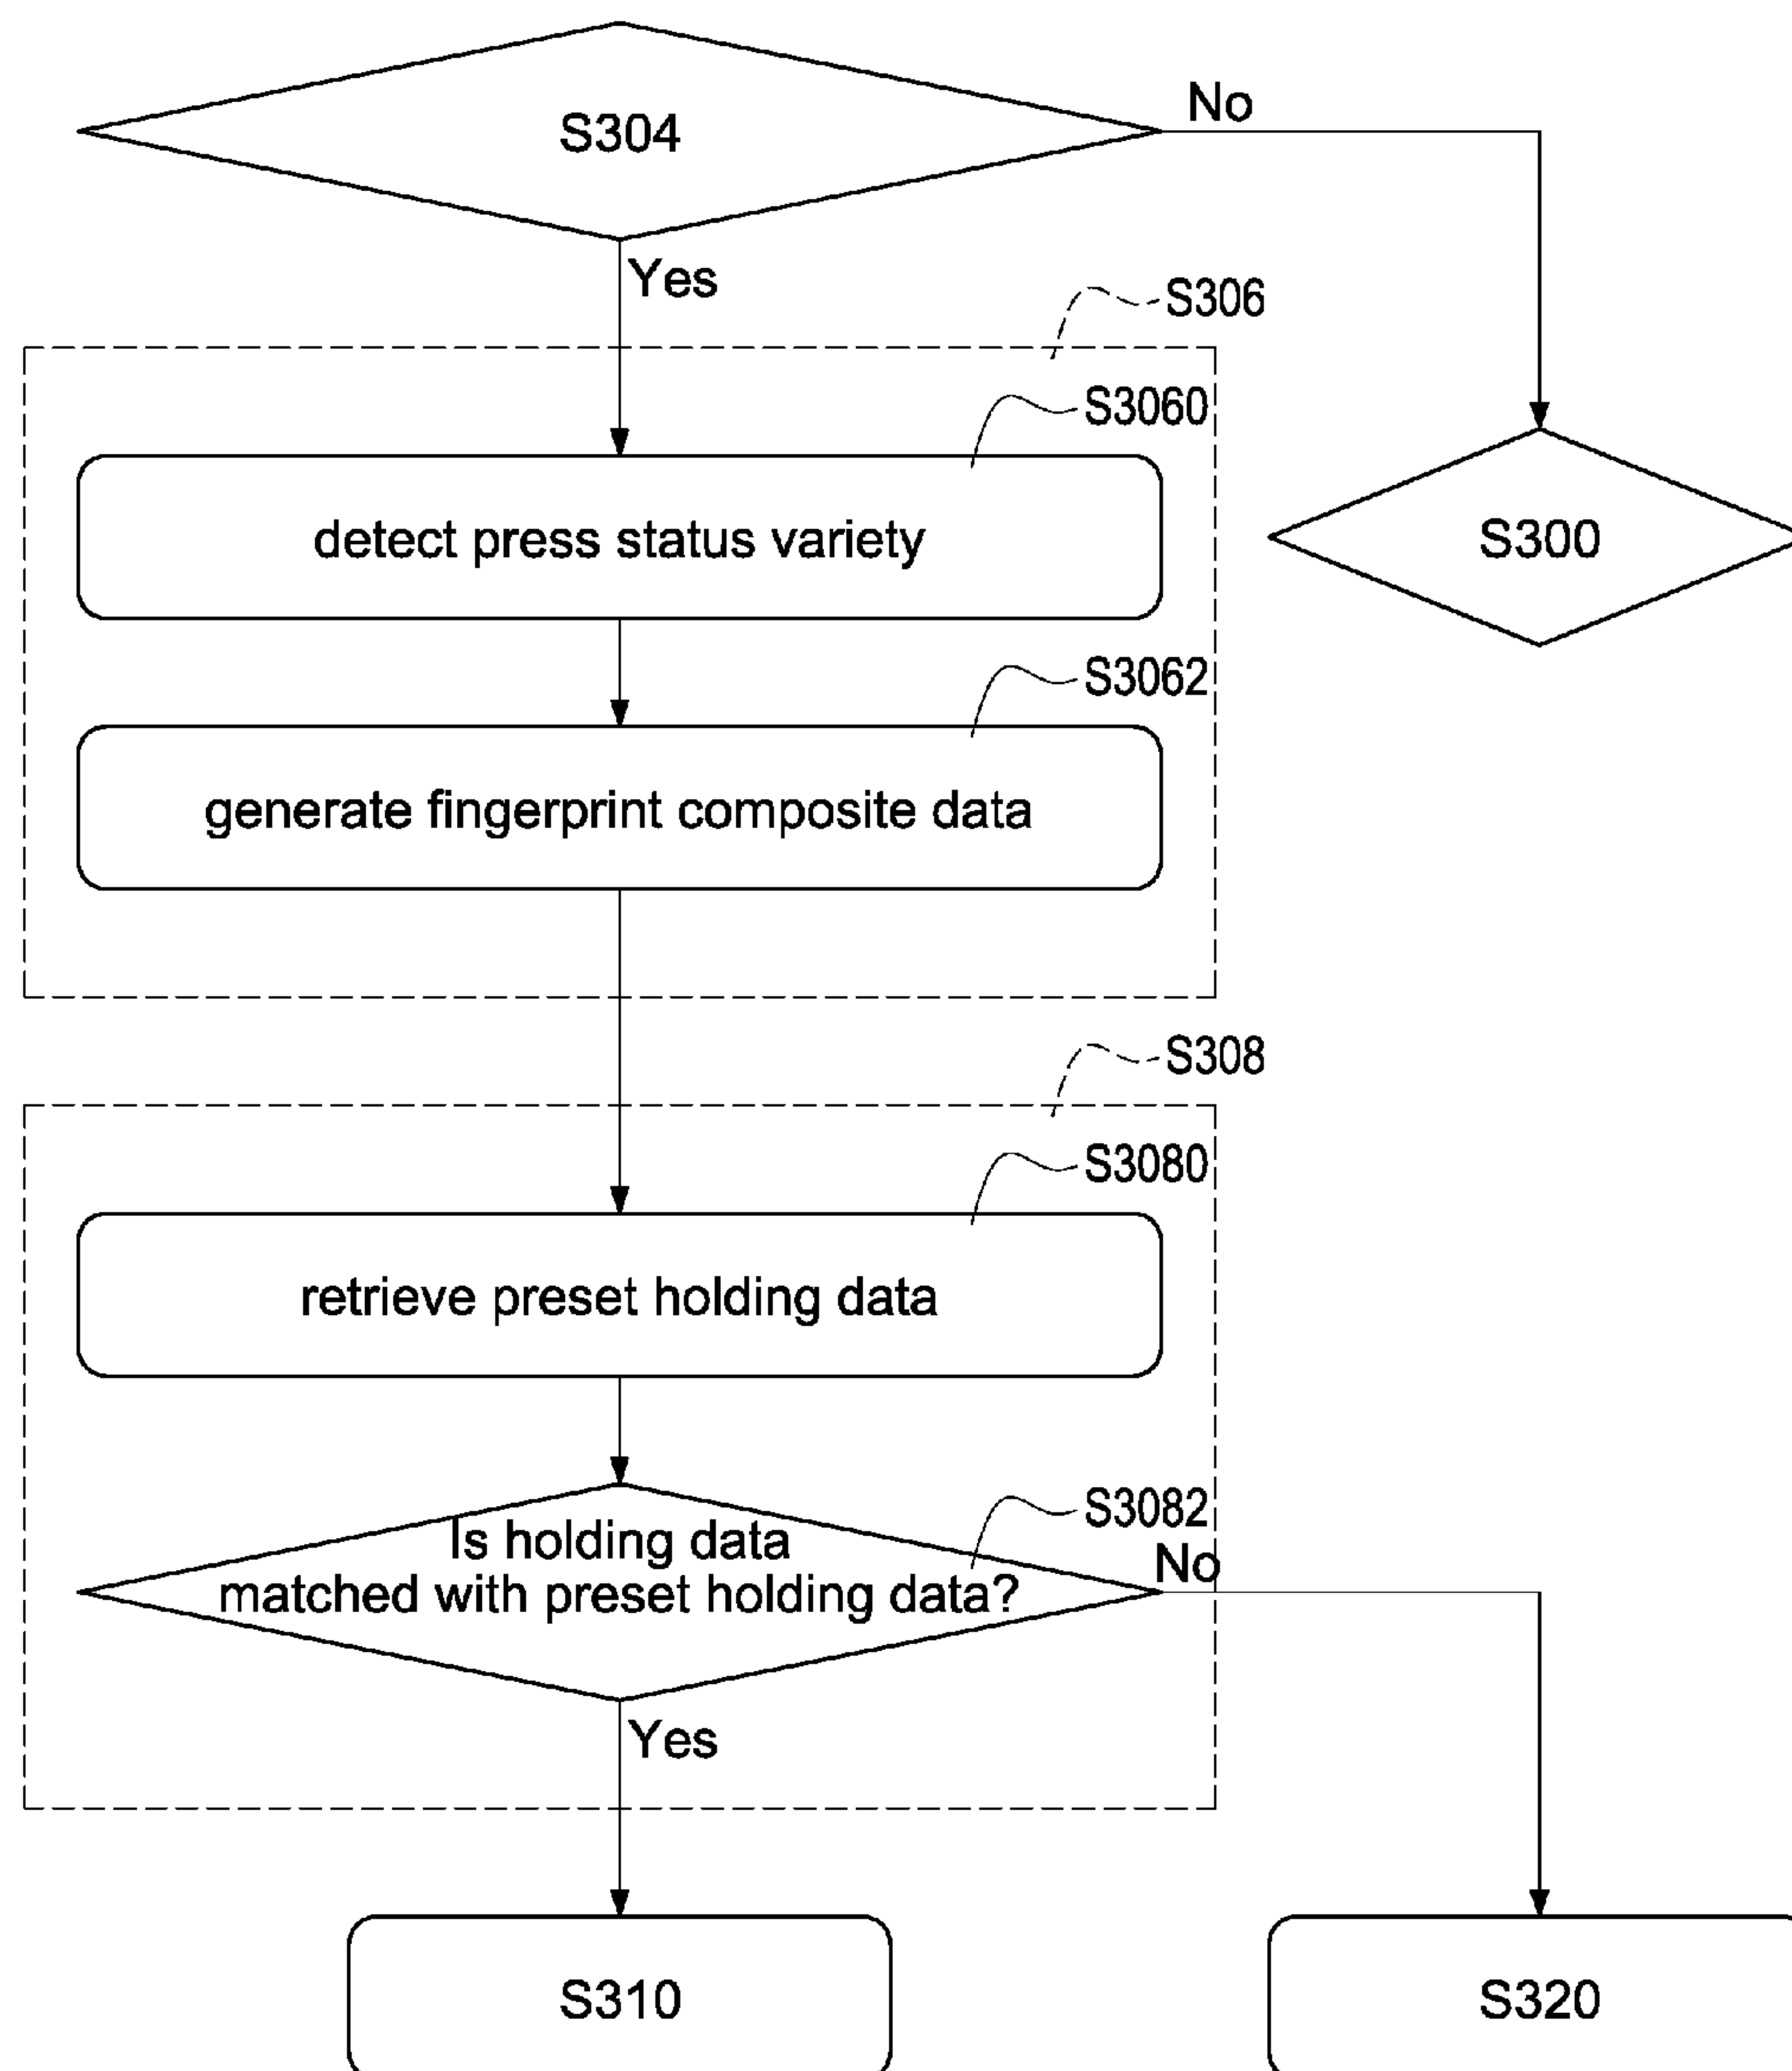 S304
No
Yes
S306
S3060
detect press status variety
S300
S3062
generate fingerprint composite data
S308
S3080
retrieve preset holding data
S3082
Is holding data
matched with preset holding data?
No
Yes
S310
S320